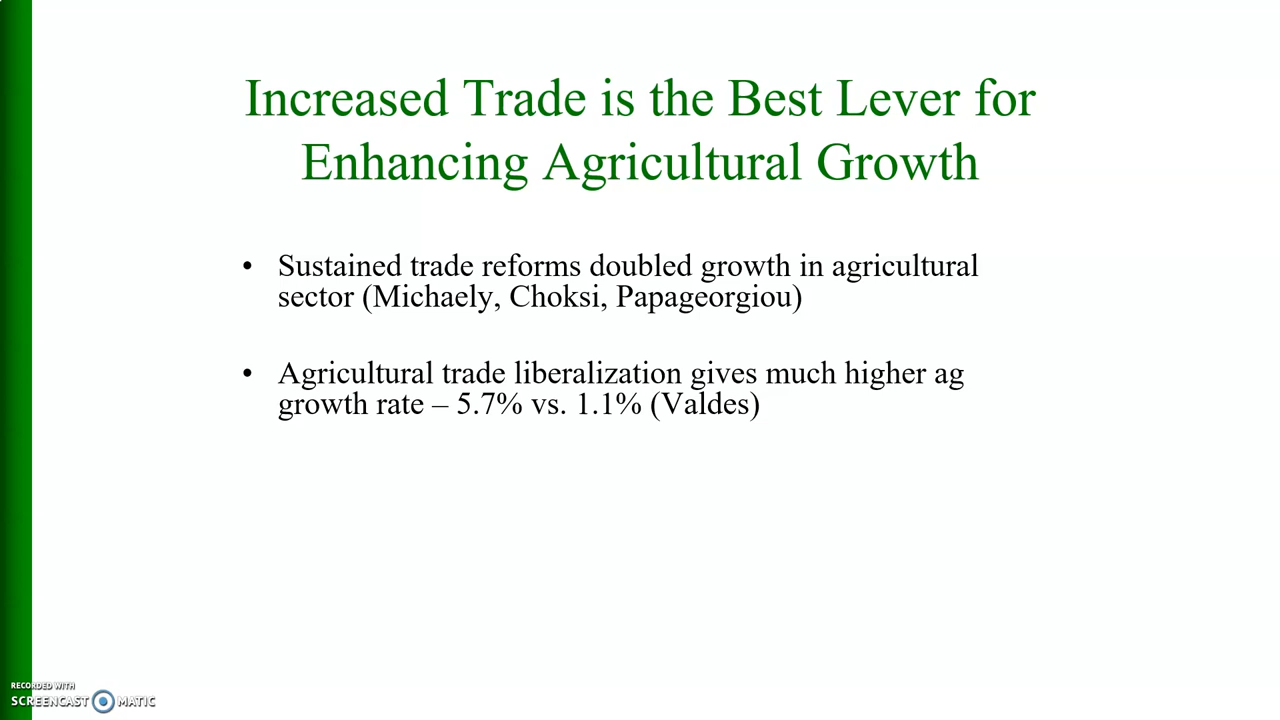 Increased Trade is the Best Lever for
Enhancing Agricultural Growth
• Sustained trade reforms doubled growth in agricultural
sector (Michaely, Choksi, Papageorgiou)
• Agricultural trade liberalization gives much higher ag
growth rate – 5.7% vs. 1.1% (Valdes)
RECORDED WITH
SCREENCAST MATIC